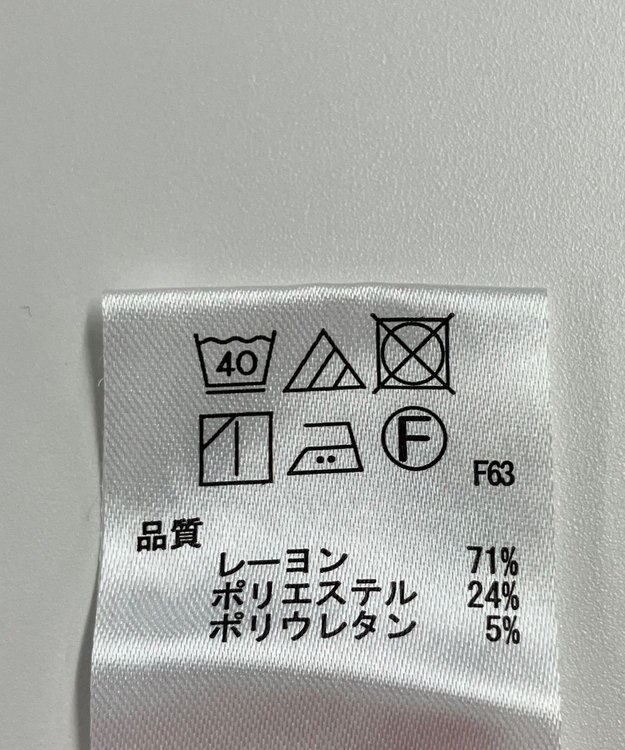 40
F
F63
品質
レーヨン 71%
ポリエステル 24%
ポリウレタン 5%